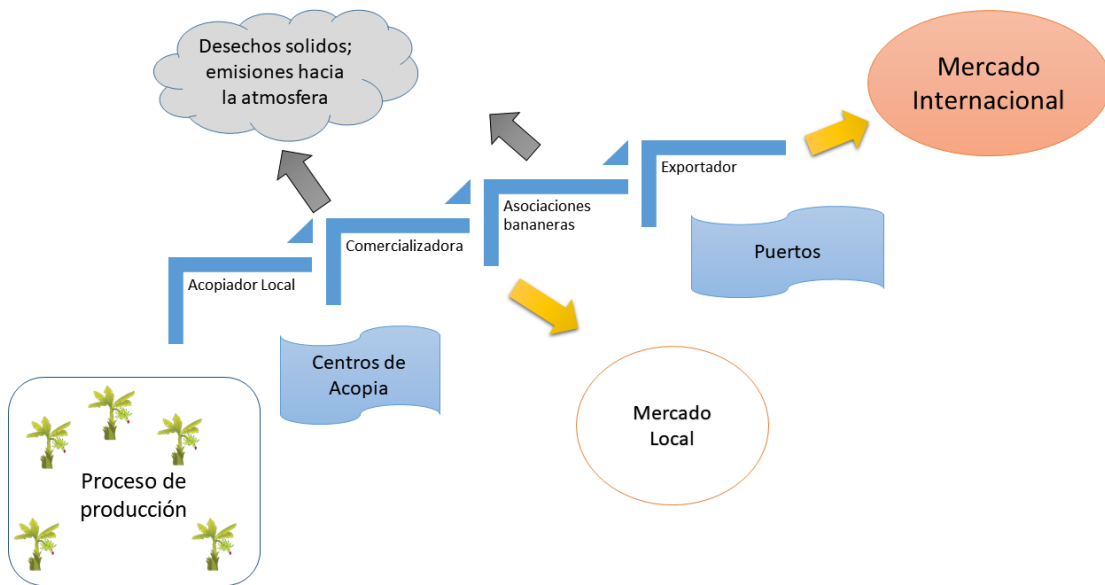 Desechos solidos;
emisiones hacia
la atmosfera
Mercado
Internacional
Exportador
Asociaciones
bananeras
Comercializadora
Acopiador Local
Puertos
Centros de
Acopia
Mercado
Local
Proceso de
producción